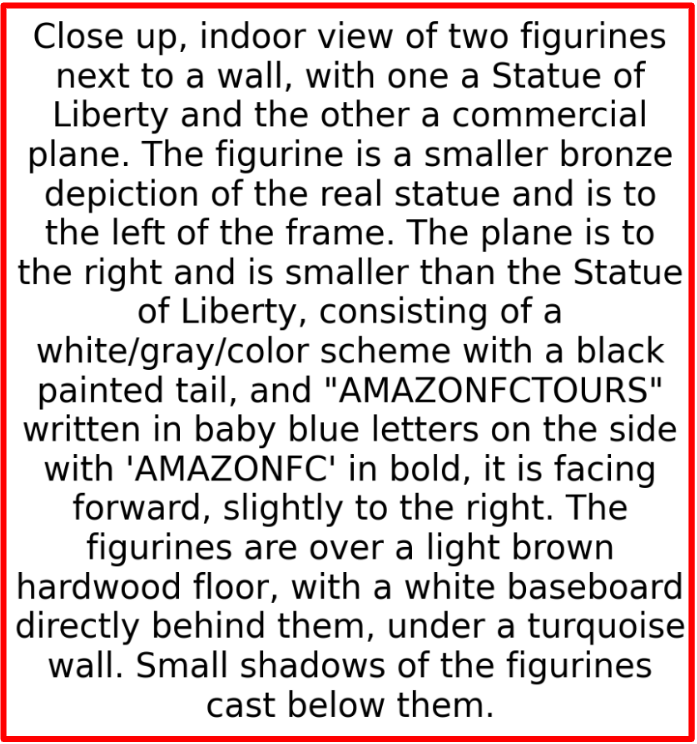 Close up, indoor view of two figurines
next to a wall, with one a Statue of
Liberty and the other a commercial
plane. The figurine is a smaller bronze
depiction of the real statue and is to
the left of the frame. The plane is to
the right and is smaller than the Statue
of Liberty, consisting of a
white/gray/color scheme with a black
painted tail, and "AMAZONFCTOURS"
written in baby blue letters on the side
with 'AMAZONFC' in bold, it is facing
forward, slightly to the right. The
figurines are over a light brown
hardwood floor, with a white baseboard
directly behind them, under a turquoise
wall. Small shadows of the figurines
cast below them.